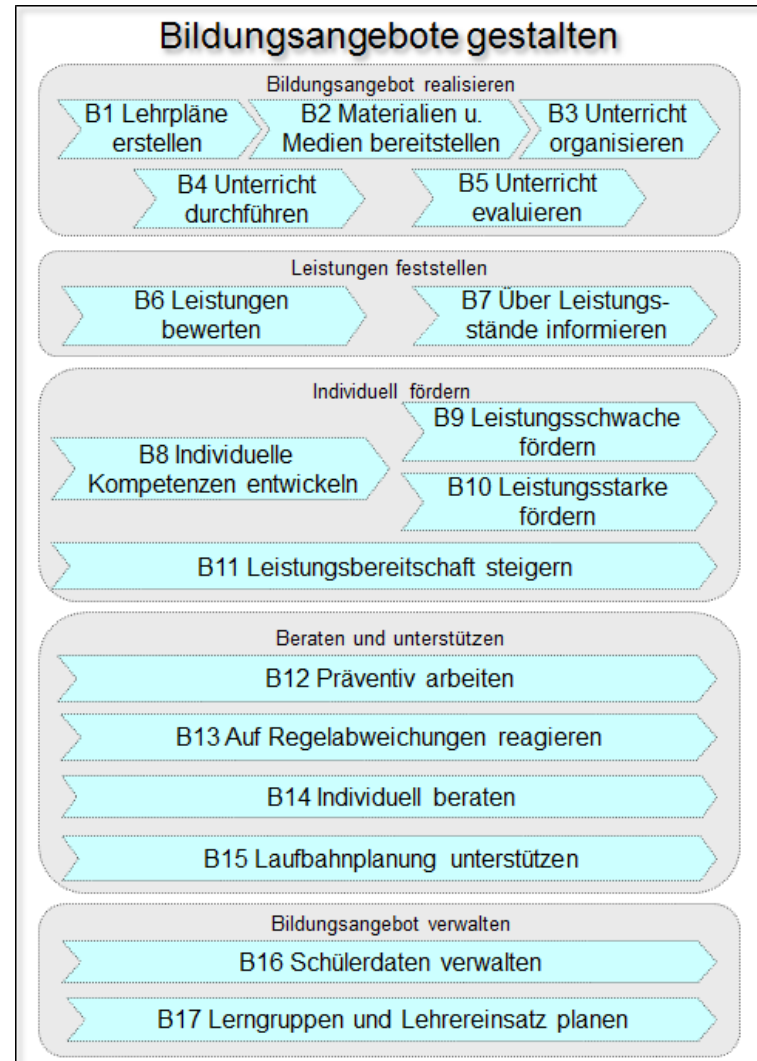 Bildungsangebote gestalten
Bildungsangebot realisieren
B1 Lehrpläne
erstellen
B2 Materialien u.
Medien bereitstellen
B3 Unterricht
organisieren
B4 Unterricht
durchführen
B5 Unterricht
evaluieren
Leistungen feststellen
B6 Leistungen
bewerten
B7 Über Leistungs-
stände informieren
Individuell fördern
B8 Individuelle
Kompetenzen entwickeln
B9 Leistungsschwache
fördern
B10 Leistungsstarke
fördern
B11 Leistungsbereitschaft steigern
Beraten und unterstützen
B12 Präventiv arbeiten
B13 Auf Regelabweichungen reagieren
B14 Individuell beraten
B15 Laufbahnplanung unterstützen
Bildungsangebot verwalten
B16 Schülerdaten verwalten
B17 Lerngruppen und Lehrereinsatz planen